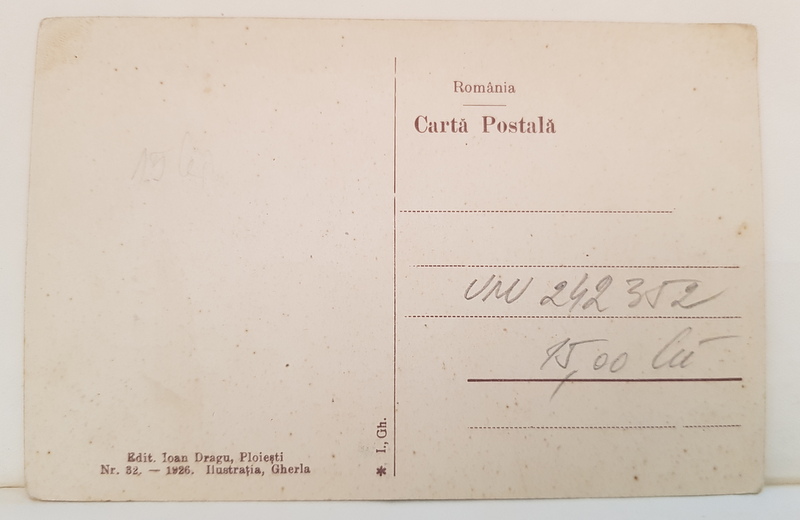 România
Cartă Postală
242352
15,00 lei
* I., Gh.
Edit. Ioan Dragu, Ploiești
Nr. 32. — 1926. Ilustrația, Gherla